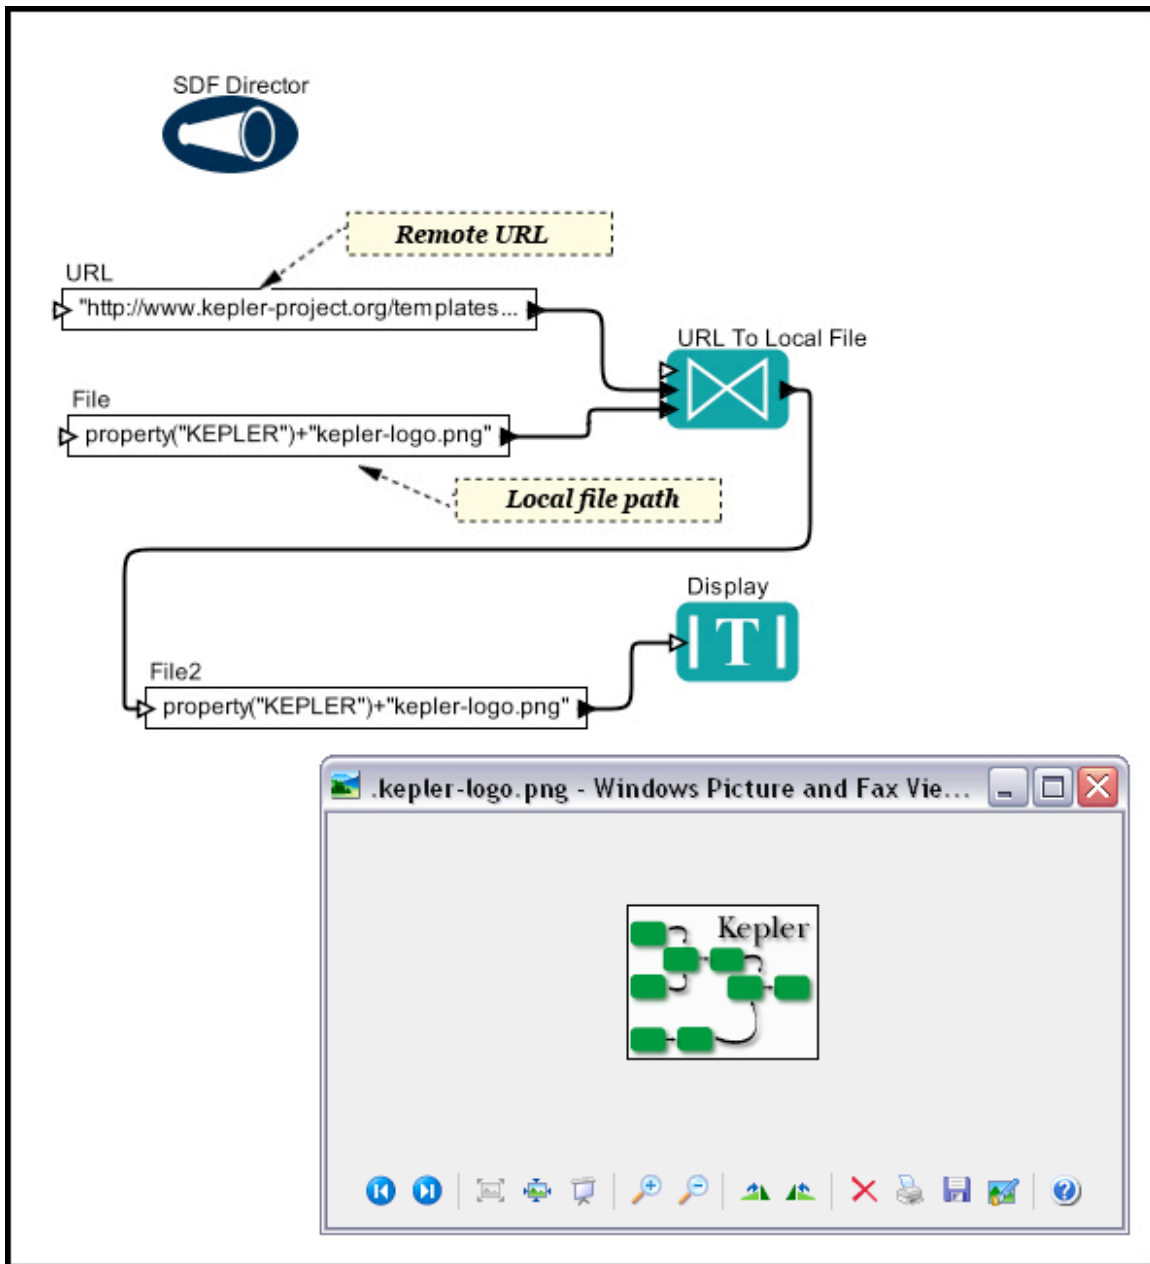 SDF Director
Remote URL
URL
"http://www.kepler-project.org/templates...
URL To Local File
File
property("KEPLER")+"kepler-logo.png"
Local file path
Display
T
File2
property("KEPLER")+"kepler-logo.png"
.kepler-logo.png - Windows Picture and Fax Vie...
Kepler